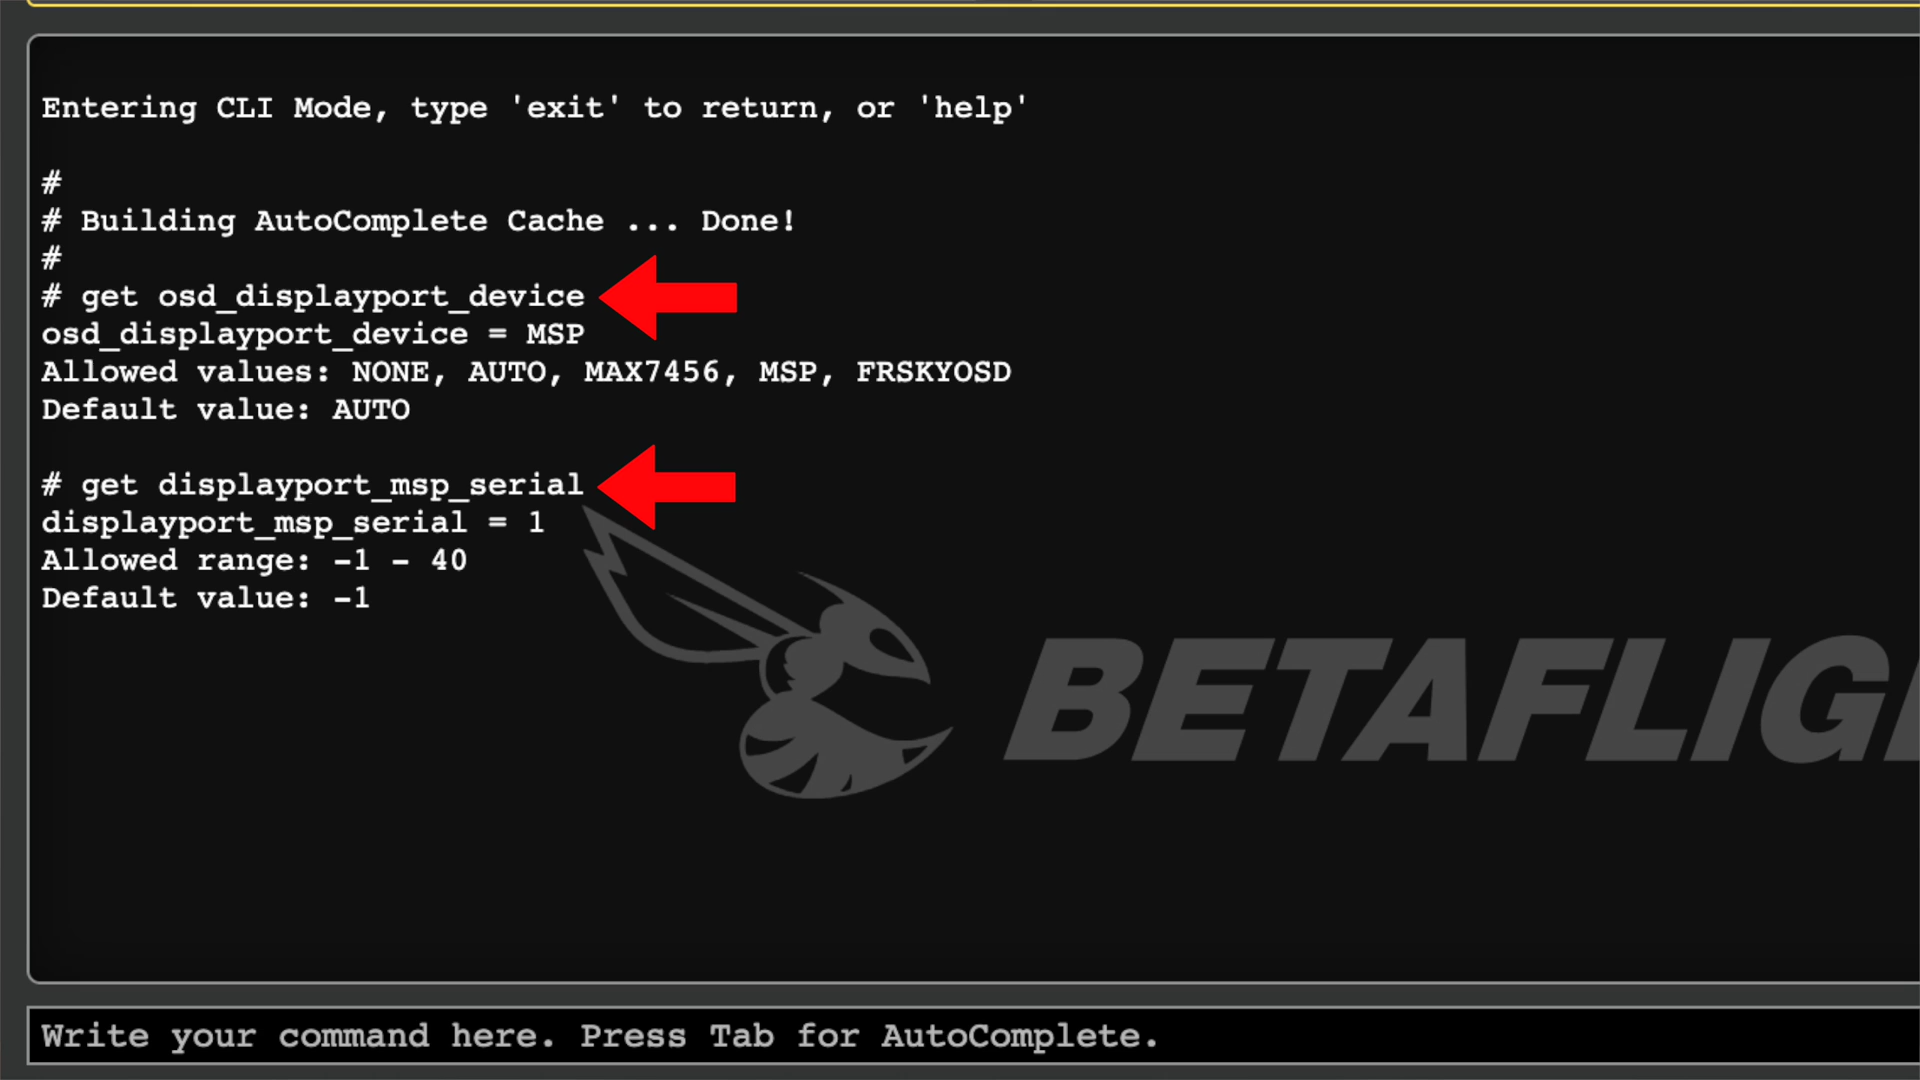 Entering CLI Mode, type 'exit' to return, or 'help'
#
# Building AutoComplete Cache ... Done!
#
# get osd_displayport_device
osd_displayport_device = MSP
Allowed values: NONE, AUTO, MAX7456, MSP, FRSKYOSD
Default value: AUTO
# get displayport_msp_serial
displayport_msp_serial = 1
Allowed range: -1 - 40
Default value: -1
BETAFLIG
Write your command here. Press Tab for AutoComplete.